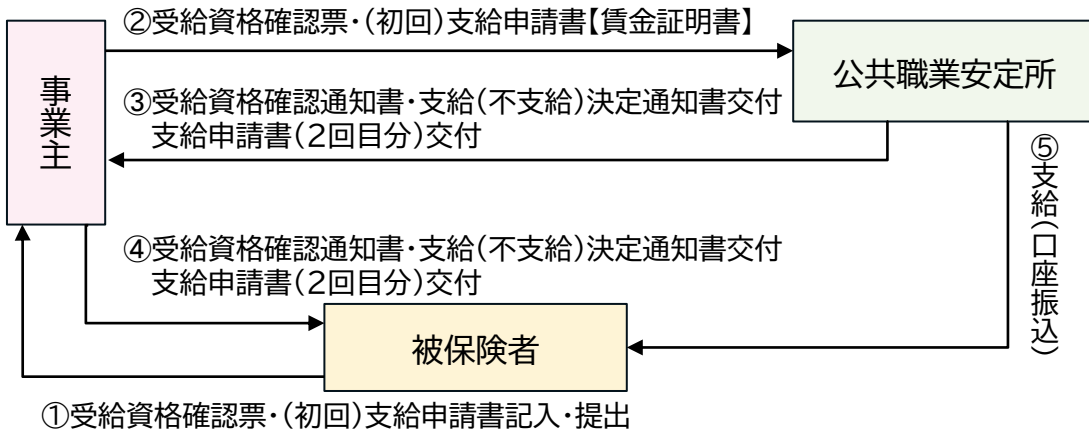 ②受給資格確認票・(初回)支給申請書【賃金証明書】
事業主
公共職業安定所
③受給資格確認通知書・支給(不支給)決定通知書交付
支給申請書(2回目分)交付
⑤支給(口座振込)
④受給資格確認通知書・支給(不支給)決定通知書交付
支給申請書(2回目分)交付
被保険者
①受給資格確認票・(初回)支給申請書記入・提出